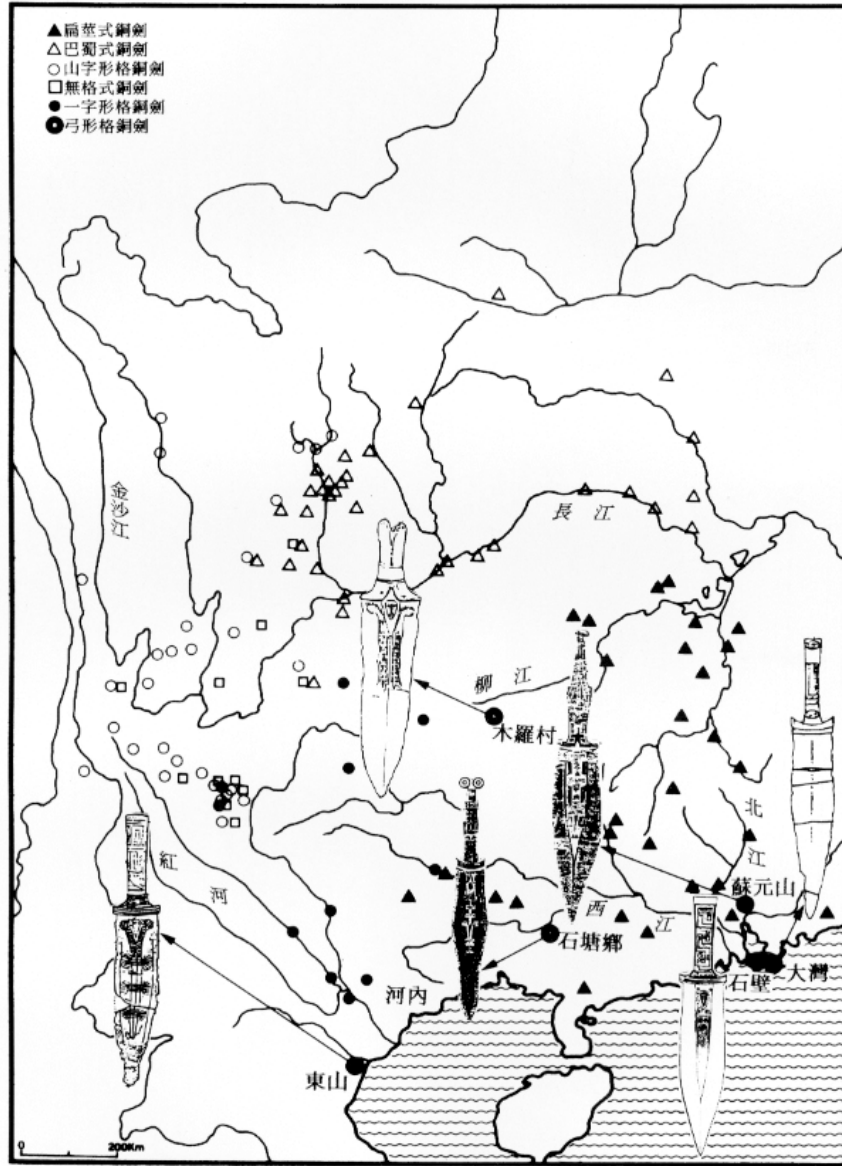 ▲扁莖式銅劍
△巴蜀式銅劍
○山字形格銅劍
□無格式銅劍
●一字形格銅劍
弓形格銅劍
金沙江
長江
柳江
木羅村
北江
蘇元山
紅河
西江
石塘鄉
石壁
大灣
河內
東山
0 200Km